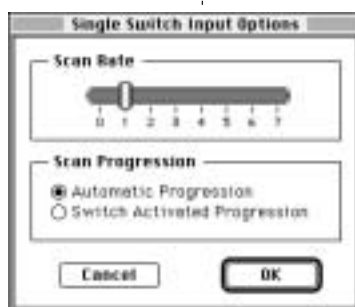 Single Switch Input Options
Scan Rate
0 1 2 3 4 5 6 7
Scan Progression
Automatic Progression
Switch Activated Progression
Cancel OK